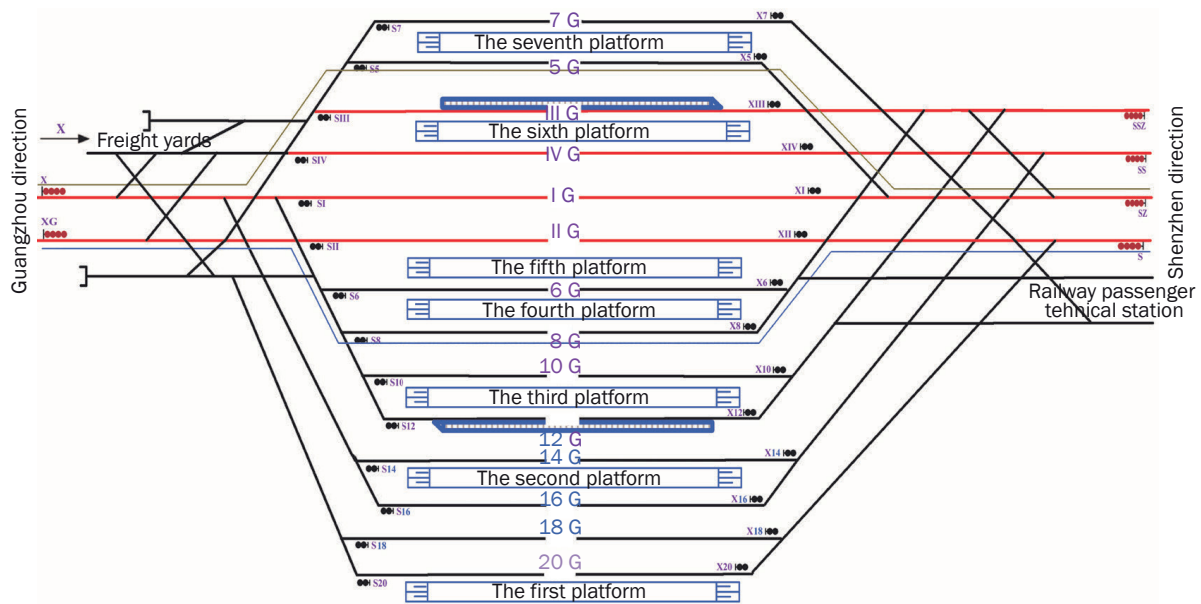 7 G
X7
S7
The seventh platform
X5
S5
5 G
XIII
III G
SIII
SSZ
X
Freight yards
The sixth platform
XIV
SIV
IV G
SS
Guangzhou direction
Shenzhen direction
X
I G
XI
SI
SZ
XG
II G
XII
SII
S
The fifth platform
X6
S6
6 G
Railway passenger
tehnical station
The fourth platform
X8
S8
8 G
10 G
X10
S10
The third platform
X12
S12
12 G
14 G
X14
S14
The second platform
16 G
X16
S16
18 G
X18
S18
20 G
X20
S20
The first platform